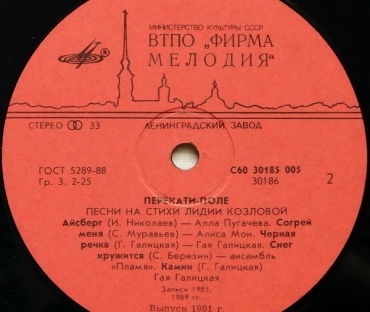 МИНИСТЕРСТВО КУЛЬТУРЫ СССР
ВТПО „ФИРМА
МЕЛОДИЯ“
СТЕРЕО 33 ЛЕНИНГРАДСКИЙ ЗАВОД
ГОСТ 5289-88
Гр. 3. 2-25
С60 30185 005
30186
2
ПЕРЕКАТИ-ПОЛЕ
ПЕСНИ НА СТИХИ ЛИДИИ КОЗЛОВОЙ
Айсберг (И. Николаев) — Алла Пугачева. Согрей
меня (С. Муравьев) — Алиса Мон. Черная
речка (Г. Галицкая) — Гая Галицкая. Снег
кружится (С. Березин) — ансамбль
«Пламя». Камин (Г. Галицкая)
Гая Галицкая
Записи 1985,
1989 гг.
Выпуск 1991 г.